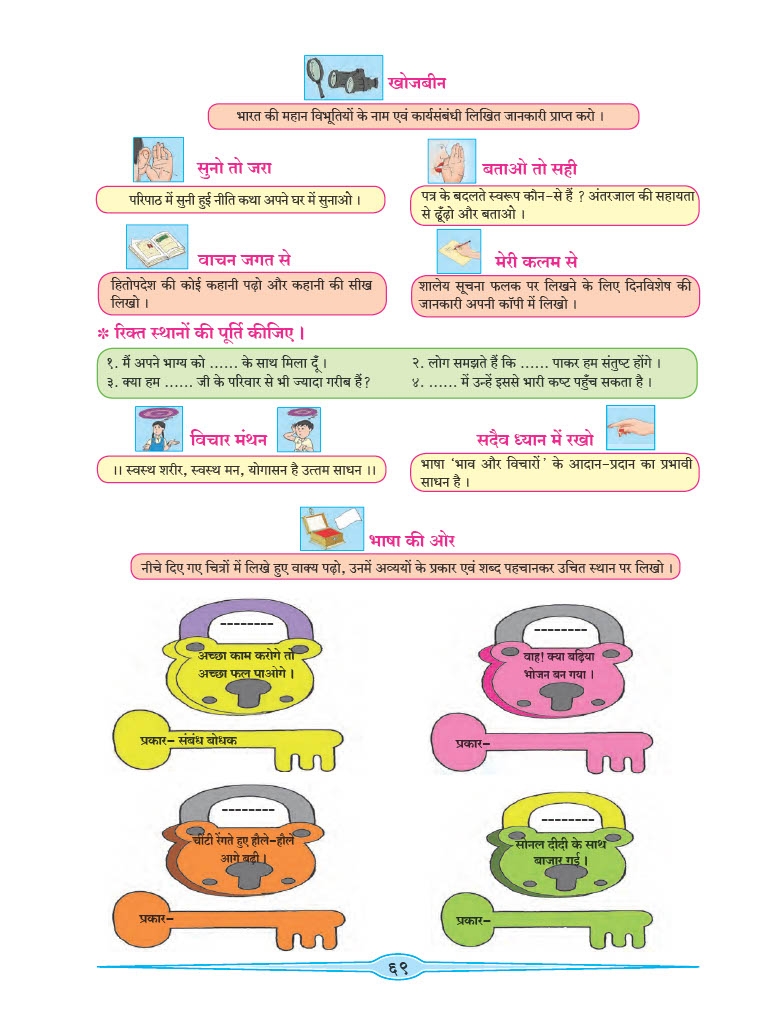 खोजबीन
भारत की महान विभूतियों के नाम एवं कार्यसंबंधी लिखित जानकारी प्राप्त करो ।
सुनो तो जरा
परिपाठ में सुनी हुई नीति कथा अपने घर में सुनाओ ।
बताओ तो सही
पत्र के बदलते स्वरूप कौन-से हैं ? अंतरजाल की सहायता
से ढूँढ़ो और बताओ ।
वाचन जगत से
हितोपदेश की कोई कहानी पढ़ो और कहानी की सीख
लिखो ।
मेरी कलम से
शालेय सूचना फलक पर लिखने के लिए दिनविशेष की
जानकारी अपनी कॉपी में लिखो ।
* रिक्त स्थानों की पूर्ति कीजिए ।
१. मैं अपने भाग्य को ...... के साथ मिला दूँ ।
२. लोग समझते हैं कि ...... पाकर हम संतुष्ट होंगे ।
३. क्या हम ...... जी के परिवार से भी ज्यादा गरीब हैं?
४. ...... में उन्हें इससे भारी कष्ट पहुँच सकता है ।
विचार मंथन
।। स्वस्थ शरीर, स्वस्थ मन, योगासन है उत्तम साधन ।।
सदैव ध्यान में रखो
भाषा ‘भाव और विचारों’ के आदान-प्रदान का प्रभावी
साधन है ।
भाषा की ओर
नीचे दिए गए चित्रों में लिखे हुए वाक्य पढ़ो, उनमें अव्ययों के प्रकार एवं शब्द पहचानकर उचित स्थान पर लिखो ।
--------
अच्छा काम करोगे तो
अच्छा फल पाओगे ।
प्रकार- संबंध बोधक
--------
वाह! क्या बढ़िया
भोजन बन गया ।
प्रकार-
--------
चींटी रेंगते हुए हौले-हौले
आगे बढ़ी ।
प्रकार-
--------
सोनल दीदी के साथ
बाजार गई ।
प्रकार-
६९